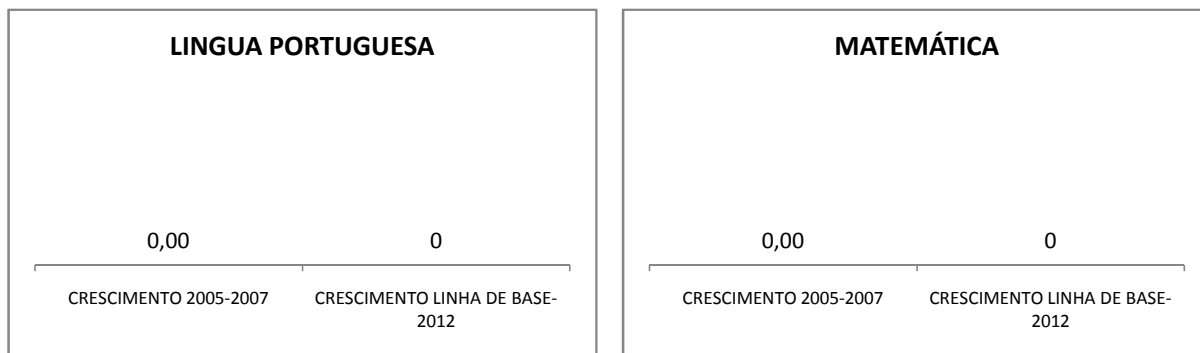 LINGUA PORTUGUESA
0,00
0
CRESCIMENTO 2005-2007
CRESCIMENTO LINHA DE BASE-
2012
MATEMÁTICA
0,00
0
CRESCIMENTO 2005-2007
CRESCIMENTO LINHA DE BASE-
2012